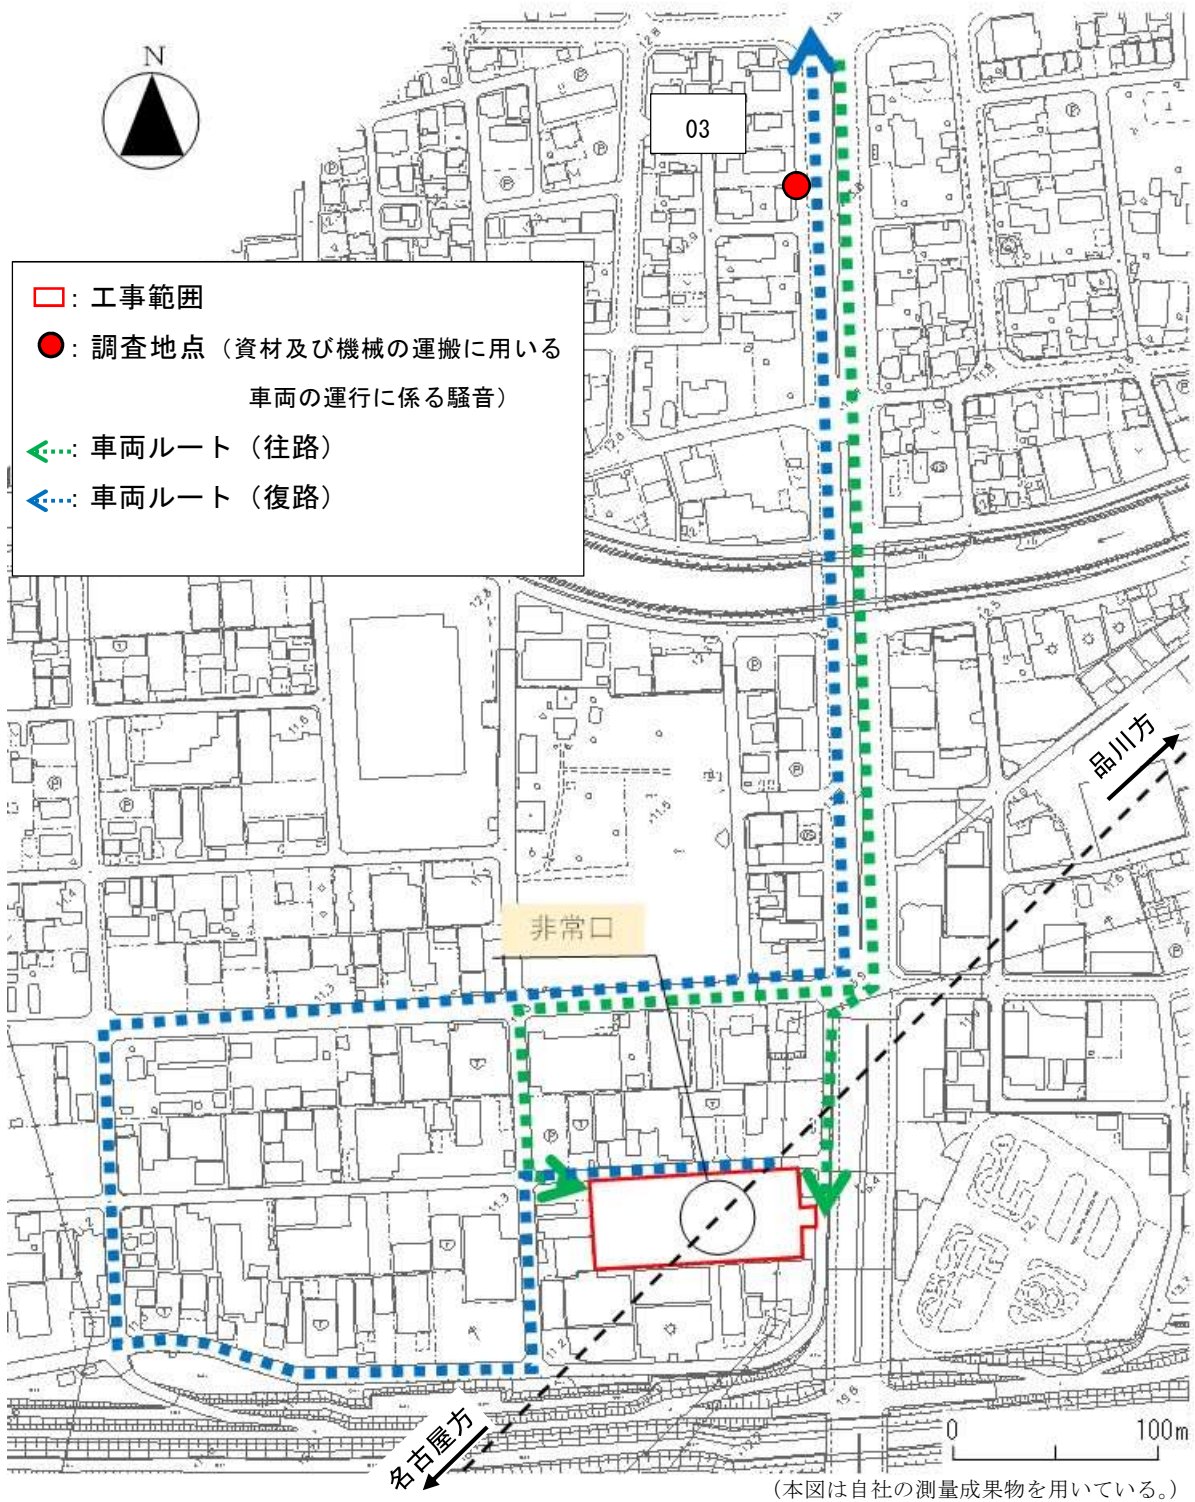 N
03
: 工事範囲
: 調査地点（資材及び機械の運搬に用いる
車両の運行に係る騒音）
: 車両ルート（往路）
: 車両ルート（復路）
品川方
非常口
名古屋方
0 100m
（本図は自社の測量成果物を用いている。）